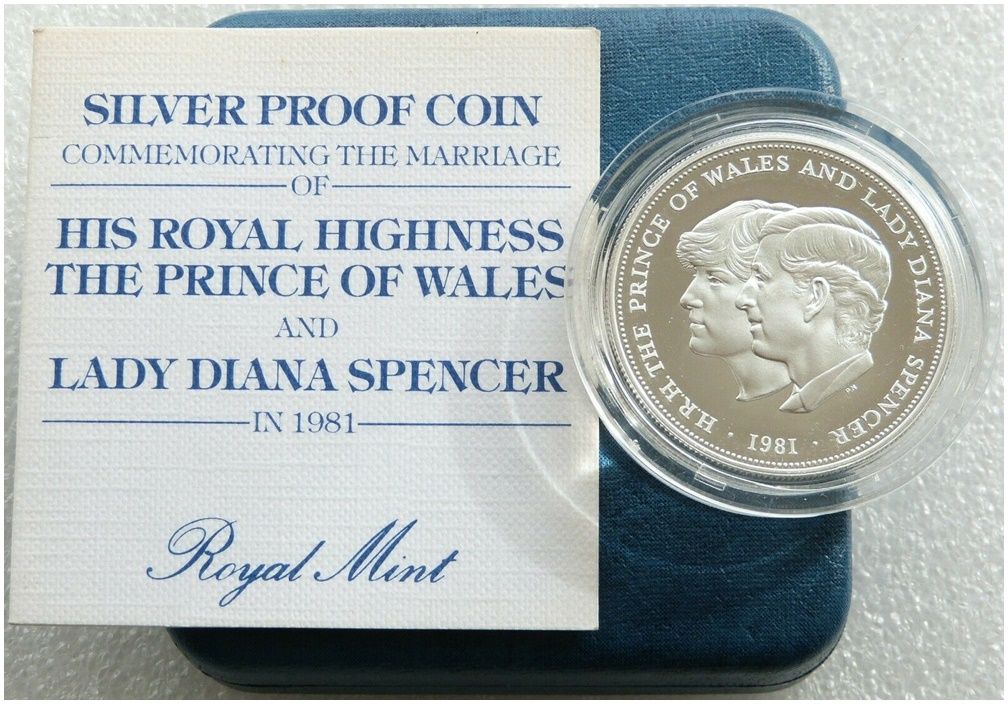 SILVER PROOF COIN
COMMEMORATING THE MARRIAGE
OF
HIS ROYAL HIGHNESS
THE PRINCE OF WALES
AND
LADY DIANA SPENCER
IN 1981
Royal Mint
H.R.H. THE PRINCE OF WALES AND LADY DIANA SPENCER
· 1981 ·